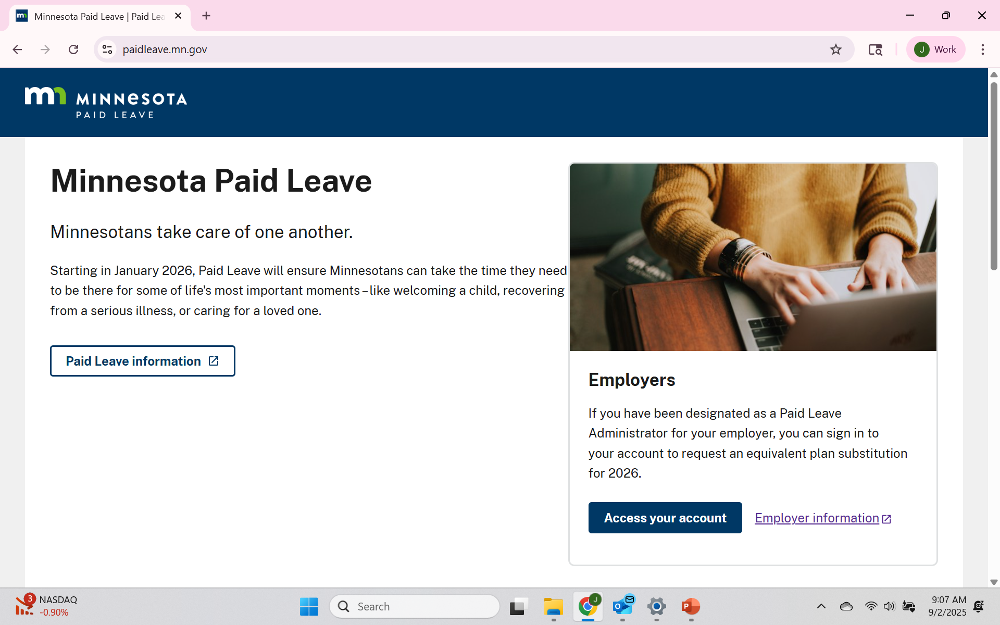 Minnesota Paid Leave | Paid Lea
paidleave.mn.gov
J Work
mn MINNESOTA
PAID LEAVE
Minnesota Paid Leave
Minnesotans take care of one another.
Starting in January 2026, Paid Leave will ensure Minnesotans can take the time they need
to be there for some of life's most important moments – like welcoming a child, recovering
from a serious illness, or caring for a loved one.
Paid Leave information
Employers
If you have been designated as a Paid Leave
Administrator for your employer, you can sign in to
your account to request an equivalent plan substitution
for 2026.
Access your account Employer information
3 NASDAQ
-0.90%
Search
9:07 AM
9/2/2025